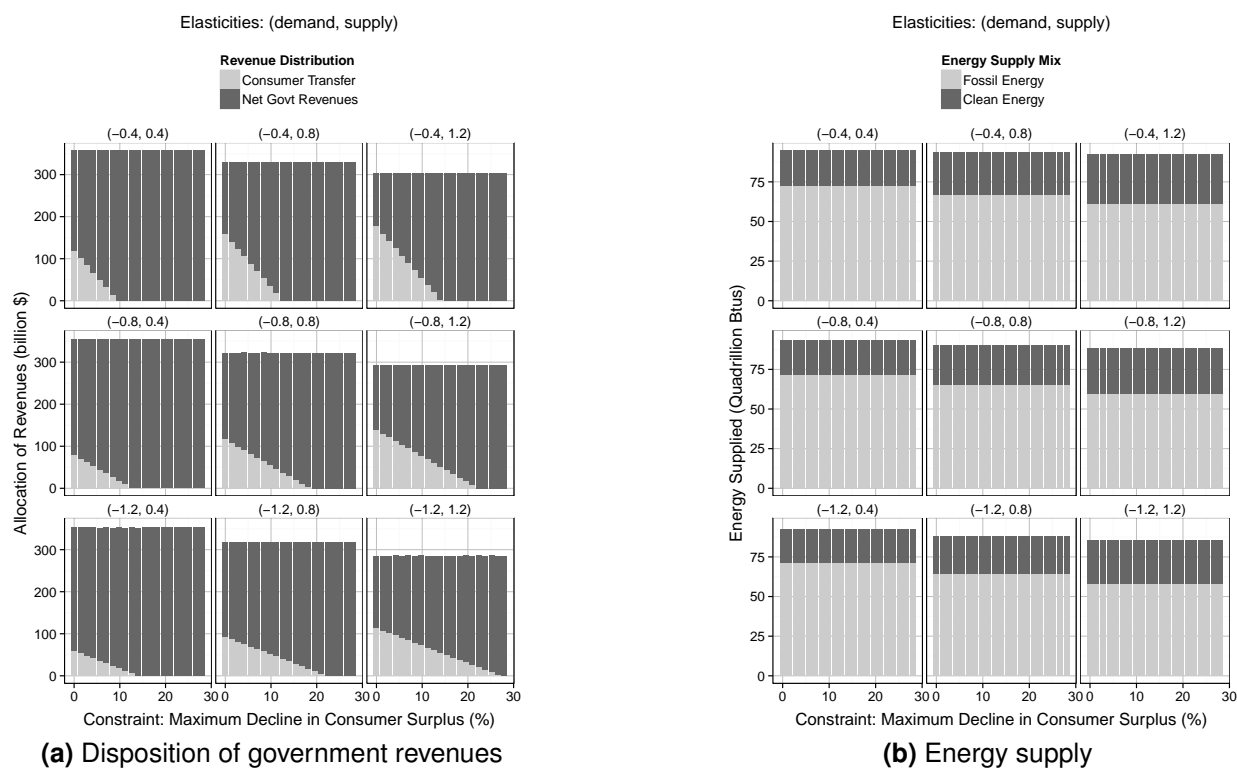 Elasticities: (demand, supply)
Revenue Distribution
Consumer Transfer
Net Govt Revenues
(−0.4, 0.4) (−0.4, 0.8) (−0.4, 1.2)
300
200
100
0
(−0.8, 0.4) (−0.8, 0.8) (−0.8, 1.2)
300
200
100
0
(−1.2, 0.4) (−1.2, 0.8) (−1.2, 1.2)
300
200
100
0
0 10 20 30 0 10 20 30 0 10 20 30
Allocation of Revenues (billion $)
Constraint: Maximum Decline in Consumer Surplus (%)
(a) Disposition of government revenues
Elasticities: (demand, supply)
Energy Supply Mix
Fossil Energy
Clean Energy
(−0.4, 0.4) (−0.4, 0.8) (−0.4, 1.2)
75
50
25
0
(−0.8, 0.4) (−0.8, 0.8) (−0.8, 1.2)
75
50
25
0
(−1.2, 0.4) (−1.2, 0.8) (−1.2, 1.2)
75
50
25
0
0 10 20 30 0 10 20 30 0 10 20 30
Energy Supplied (Quadrillion Btus)
Constraint: Maximum Decline in Consumer Surplus (%)
(b) Energy supply